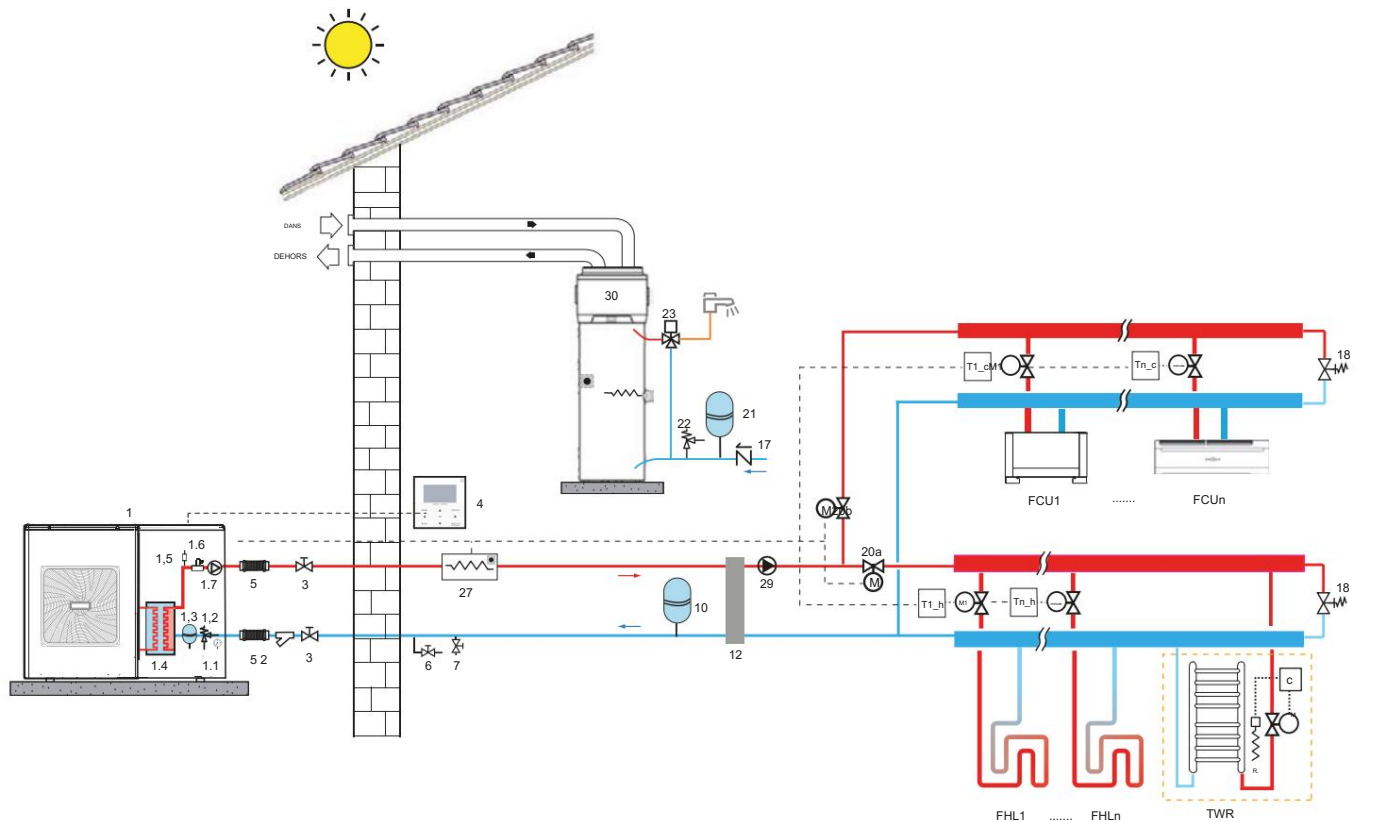 DANS
DEHORS
30
23
18
T1_cM1
Tn_c
21
22
17
FCU1
.......
FCUn
4
1
M20b
1.6
1,5
1.7
5
3
27
29
20a
M
18
T1_h
M1
Tn_h
10
1,3
1,2
1.4
1.1
5 2
3
6
7
12
c
R.
FHL1
.......
FHLn
TWR